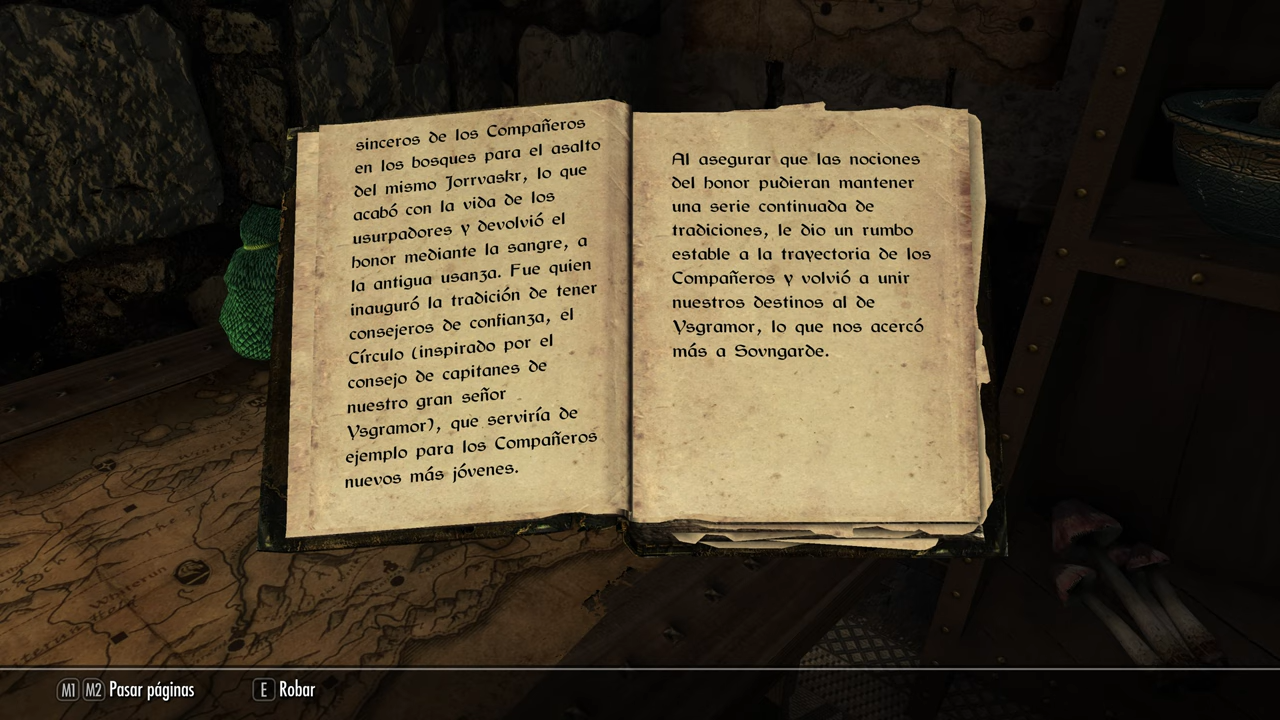 sinceros de los Compañeros
en los bosques para el asalto
del mismo Jorrvaskr, lo que
acabó con la vida de los
usurpadores y devolvió el
honor mediante la sangre, a
la antigua usanza. Fue quien
inauguró la tradición de tener
consejeros de confianza, el
Círculo (inspirado por el
consejo de capitanes de
nuestro gran señor
Ysgramor), que serviría de
ejemplo para los Compañeros
nuevos más jóvenes.
Al asegurar que las nociones
del honor pudieran mantener
una serie continuada de
tradiciones, le dio un rumbo
estable a la trayectoria de los
Compañeros y volvió a unir
nuestros destinos al de
Ysgramor, lo que nos acercó
más a Sovngarde.
M1 M2 Pasar páginas
E Robar